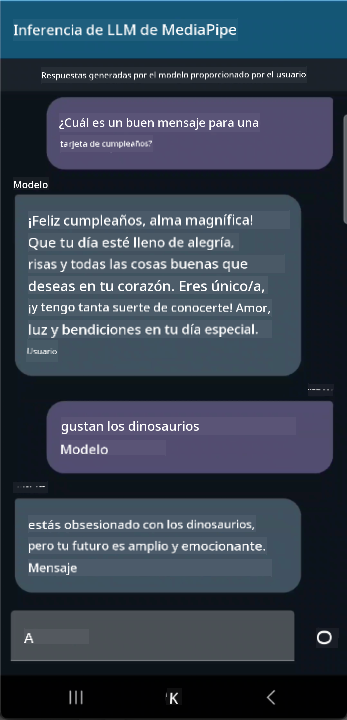 Inferencia de LLM de MediaPipe
Respuestas generadas por el modelo proporcionado por el usuario
¿Cuál es un buen mensaje para una
tarjeta de cumpleaños?
Modelo
¡Feliz cumpleaños, alma magnífica!
Que tu día esté lleno de alegría,
risas y todas las cosas buenas que
deseas en tu corazón. Eres único/a,
¡y tengo tanta suerte de conocerte! Amor,
luz y bendiciones en tu día especial.
Usuario
gustan los dinosaurios
Modelo
estás obsesionado con los dinosaurios,
pero tu futuro es amplio y emocionante.
Mensaje
A
O
K